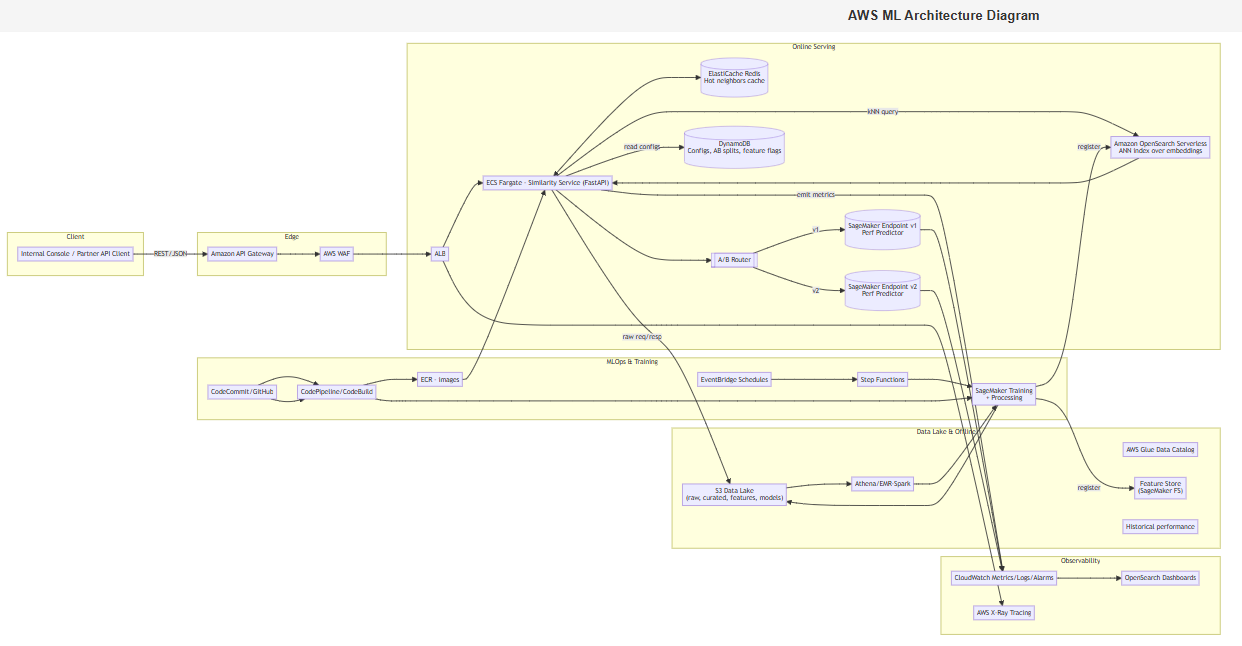 AWS ML Architecture Diagram
Online Serving
ElastiCache Redis
Hot neighbors cache
kNN query
DynamoDB
Configs, AB splits, feature flags
read configs
register
Amazon OpenSearch Serverless
ANN index over embeddings
ECS Fargate - Similarity Service (FastAPI)
emit metrics
SageMaker Endpoint v1
Perf Predictor
v1
Client
Internal Console / Partner API Client
REST/JSON
Edge
Amazon API Gateway
AWS WAF
ALB
A/B Router
v2
SageMaker Endpoint v2
Perf Predictor
raw req/resp
MLOps & Training
CodeCommit/GitHub
CodePipeline/CodeBuild
ECR - Images
EventBridge Schedules
Step Functions
SageMaker Training
+ Processing
Data Lake & Offline
AWS Glue Data Catalog
S3 Data Lake
(raw, curated, features, models)
Athena/EMR-Spark
register
Feature Store
(SageMaker FS)
Historical performance
Observability
CloudWatch Metrics/Logs/Alarms
OpenSearch Dashboards
AWS X-Ray Tracing